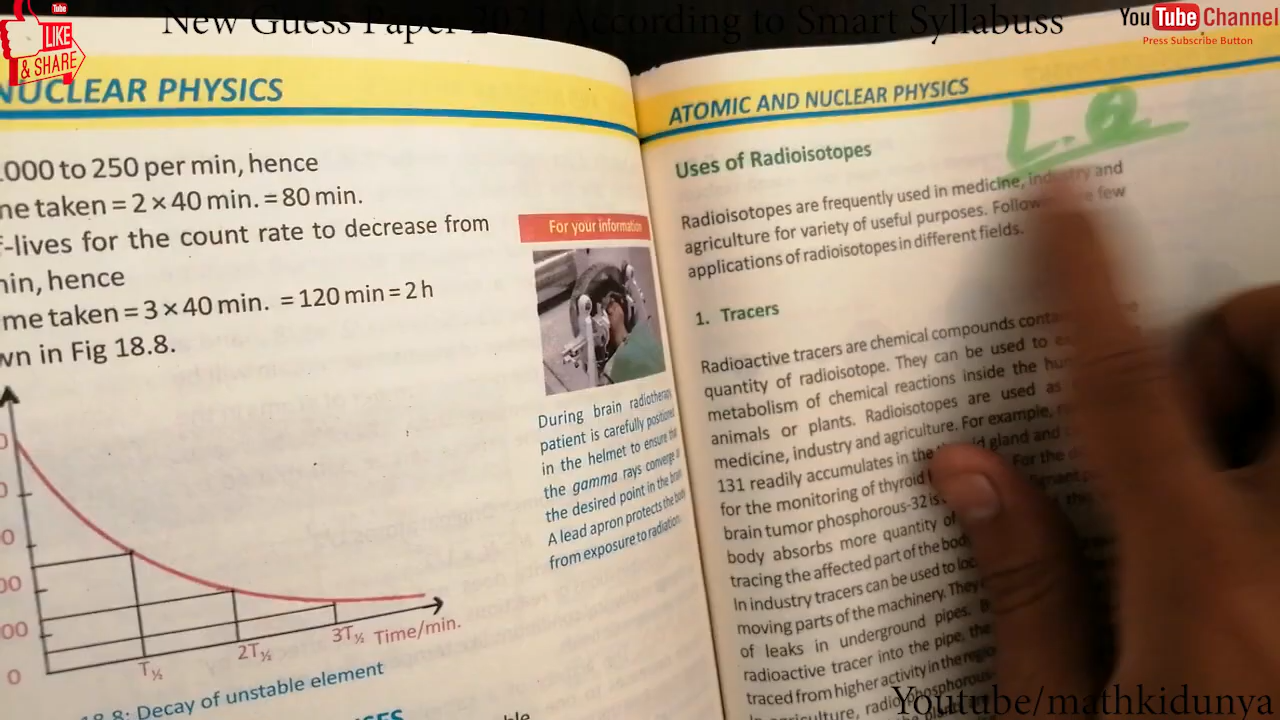 New Guess Paper 2021 According to Smart Syllabuss
You Tube Channel
Press Subscribe Button
Tube
LIKE
& SHARE
NUCLEAR PHYSICS
000 to 250 per min, hence
taken = 2 × 40 min. = 80 min.
-lives for the count rate to decrease from
hence
taken = 3 × 40 min. = 120 min = 2 h
in Fig 18.8.
0
T½
2T½
3T½ Time/min.
18.8: Decay of unstable element
For your information
During brain radiotherapy,
patient is carefully positioned
in the helmet to ensure that
the gamma rays converge at
the desired point in the brain.
A lead apron protects the body
from exposure to radiation.
ATOMIC AND NUCLEAR PHYSICS
L.Q
Uses of Radioisotopes
Radioisotopes are frequently used in medicine, industry and
agriculture for variety of useful purposes. few
applications of radioisotopes in different fields.
1. Tracers
Radioactive tracers are chemical compounds
quantity of radioisotope. They can be used to
metabolism of chemical reactions inside the
animals or plants. Radioisotopes are used as
medicine, industry and agriculture. For example,
131 readily accumulates in the gland and
for the monitoring of thyroid For the
brain tumor phosphorous-32 is
body absorbs more quantity of
tracing the affected part of the body
In industry tracers can be used to
moving parts of the machinery. They
of leaks in underground pipes.
radioactive tracer into the pipe, the
traced from higher activity in the
In agriculture, radio phosphorous-
the plants
Youtube/mathkidunya